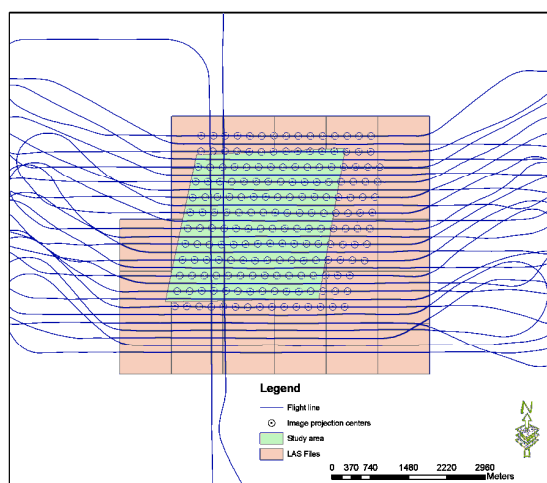 Legend
Flight line
Image projection centers
Study area
LAS Files
N
0 370 740 1480 2220 2960
Meters